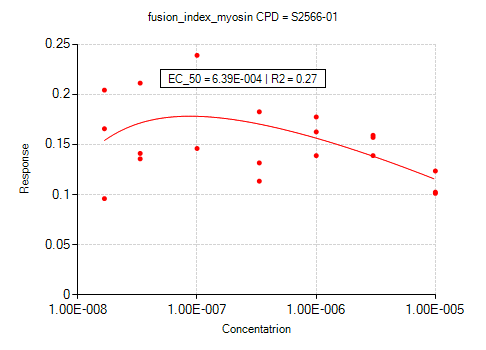 fusion_index_myosin CPD = S2566-01
0.25
EC_50 = 6.39E-004 | R2 = 0.27
0.2
0.15
Response
0.1
0.05
0
1.00E-008 1.00E-007 1.00E-006 1.00E-005
Concentatrion